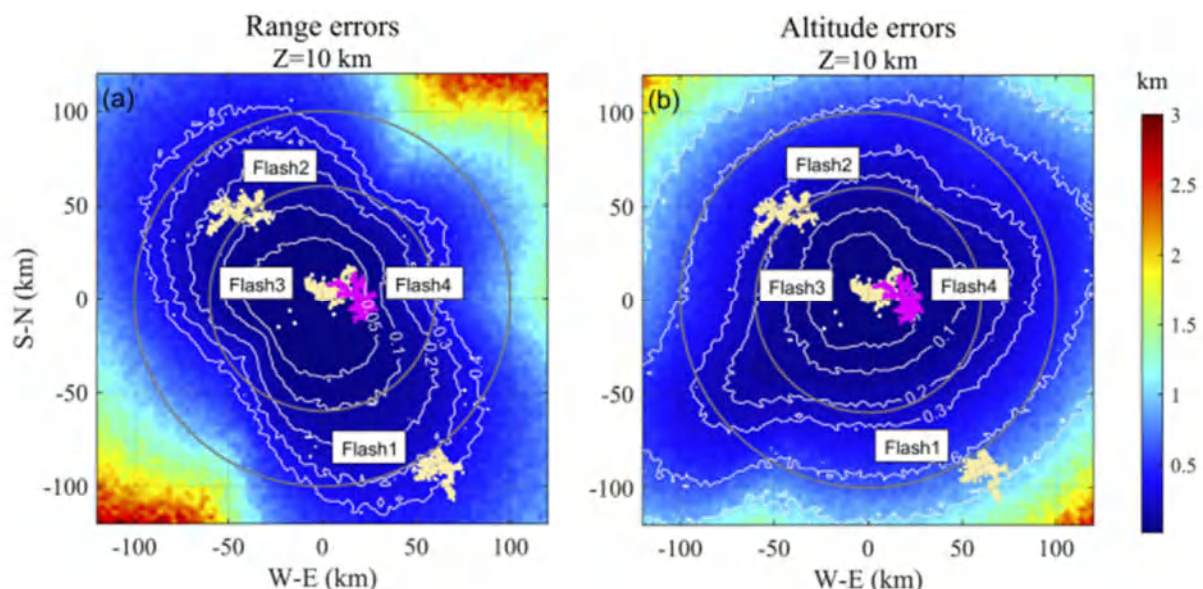 Range errors
Z=10 km
(a)
Flash2
Flash3
Flash4
Flash1
0.05
0.1
0.2
0.3
100
50
0
-50
-100
S-N (km)
-100
-50
0
50
100
W-E (km)
Altitude errors
Z=10 km
(b)
Flash2
Flash3
Flash4
Flash1
0.1
0.2
0.3
100
50
0
-50
-100
-100
-50
0
50
100
W-E (km)
km
3
2.5
2
1.5
1
0.5